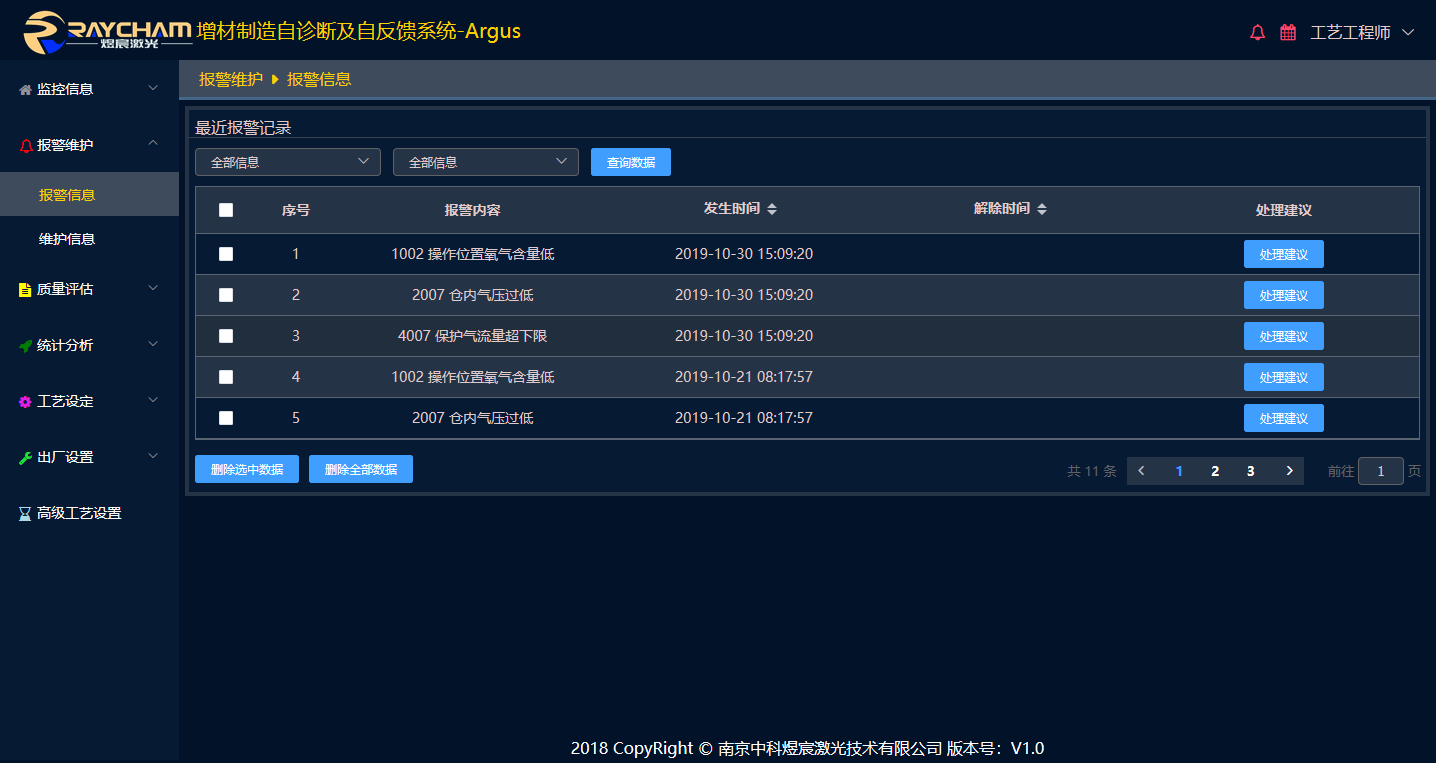 RAYCHAM 煜宸激光 增材制造自诊断及自反馈系统-Argus
工艺工程师
监控信息
报警维护
报警信息
维护信息
质量评估
统计分析
工艺设定
出厂设置
高级工艺设置
报警维护 报警信息
最近报警记录
全部信息 全部信息 查询数据
序号 报警内容 发生时间 解除时间 处理建议
1 1002 操作位置氧气含量低 2019-10-30 15:09:20 处理建议
2 2007 仓内气压过低 2019-10-30 15:09:20 处理建议
3 4007 保护气流量超下限 2019-10-30 15:09:20 处理建议
4 1002 操作位置氧气含量低 2019-10-21 08:17:57 处理建议
5 2007 仓内气压过低 2019-10-21 08:17:57 处理建议
删除选中数据 删除全部数据 共 11 条 1 2 3 前往 1 页
2018 CopyRight © 南京中科煜宸激光技术有限公司 版本号：V1.0